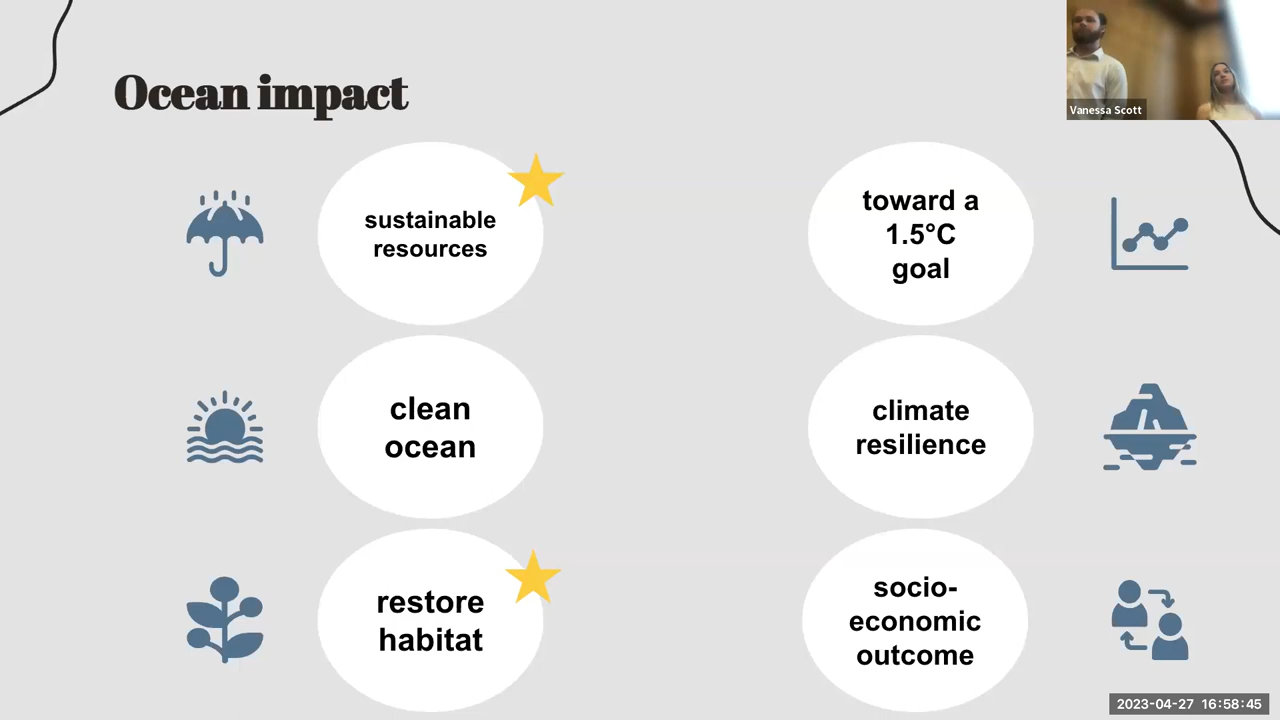 Ocean impact
Vanessa Scott
sustainable
resources
toward a
1.5°C
goal
clean
ocean
climate
resilience
restore
habitat
socio-
economic
outcome
2023-04-27 16:58:45